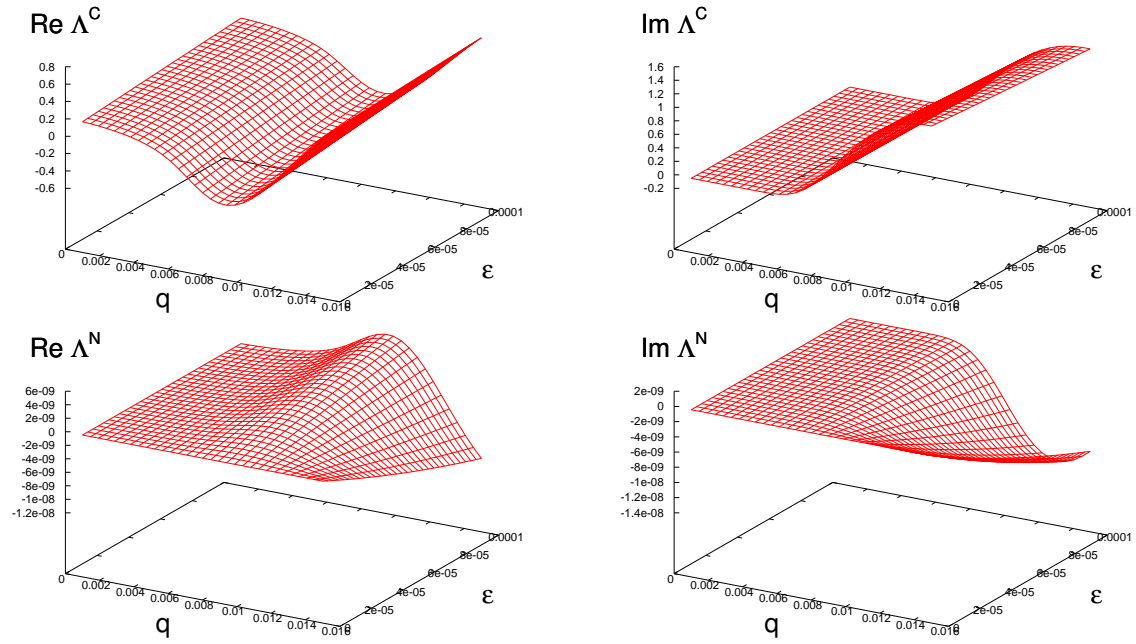 Re Λ^C
0.8
0.6
0.4
0.2
0
-0.2
-0.4
-0.6
0
0.002
0.004
0.006
0.008
0.01
0.012
0.014
0.016
q
0
2e-05
4e-05
6e-05
8e-05
0.0001
ε
Im Λ^C
1.6
1.4
1.2
1
0.8
0.6
0.4
0.2
0
-0.2
0
0.002
0.004
0.006
0.008
0.01
0.012
0.014
0.016
q
0
2e-05
4e-05
6e-05
8e-05
0.0001
ε
Re Λ^N
6e-09
4e-09
2e-09
0
-2e-09
-4e-09
-6e-09
-8e-09
-1e-08
-1.2e-08
0
0.002
0.004
0.006
0.008
0.01
0.012
0.014
0.016
q
0
2e-05
4e-05
6e-05
8e-05
0.0001
ε
Im Λ^N
2e-09
0
-2e-09
-4e-09
-6e-09
-8e-09
-1e-08
-1.2e-08
-1.4e-08
0
0.002
0.004
0.006
0.008
0.01
0.012
0.014
0.016
q
0
2e-05
4e-05
6e-05
8e-05
0.0001
ε